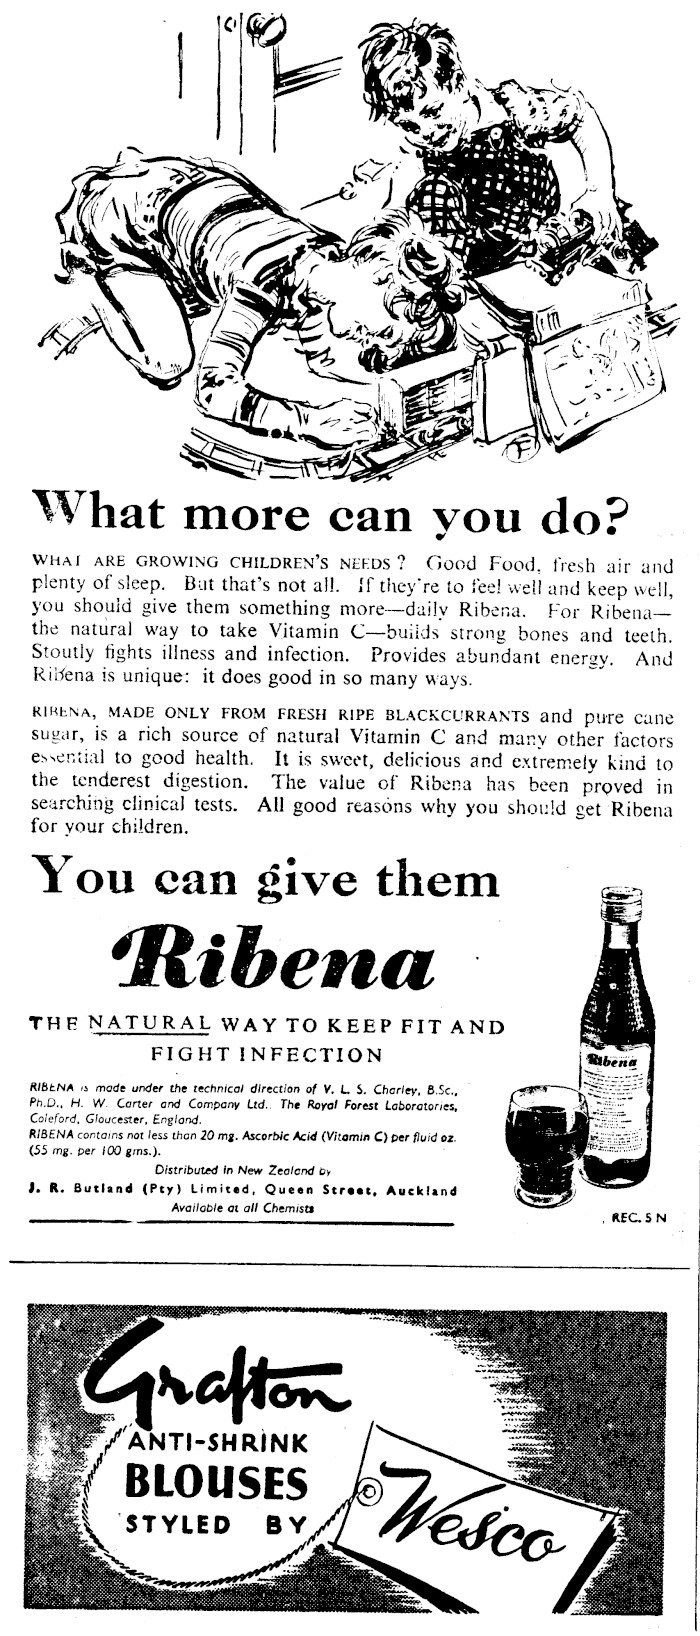 What more can you do?
WHAT ARE GROWING CHILDREN'S NEEDS? Good Food, fresh air and
plenty of sleep. But that's not all. If they're to feel well and keep well,
you should give them something more—daily Ribena. For Ribena—
the natural way to take Vitamin C—builds strong bones and teeth.
Stoutly fights illness and infection. Provides abundant energy. And
Ribena is unique: it does good in so many ways.
RIBENA, MADE ONLY FROM FRESH RIPE BLACKCURRANTS and pure cane
sugar, is a rich source of natural Vitamin C and many other factors
essential to good health. It is sweet, delicious and extremely kind to
the tenderest digestion. The value of Ribena has been proved in
searching clinical tests. All good reasons why you should get Ribena
for your children.
You can give them
Ribena
THE NATURAL WAY TO KEEP FIT AND
FIGHT INFECTION
RIBENA is made under the technical direction of V. L. S. Charley, B.Sc.,
Ph.D., H. W. Carter and Company Ltd. The Royal Forest Laboratories,
Coleford, Gloucester, England.
RIBENA contains not less than 20 mg. Ascorbic Acid (Vitamin C) per fluid oz.
(55 mg. per 100 gms.).
Distributed in New Zealand by
J. R. Butland (Pty) Limited, Queen Street, Auckland
Available at all Chemists
Ribena
REC. 5 N
Grafton
ANTI-SHRINK
BLOUSES
STYLED BY
Wesco